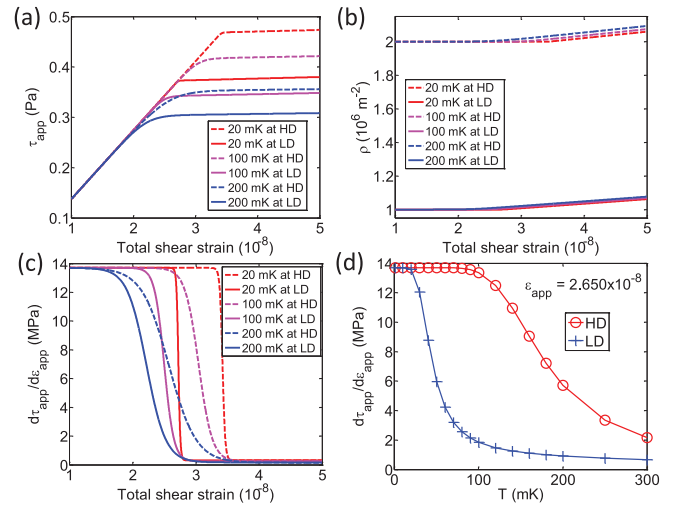 (a)
0.5
0.4
0.3
0.2
0.1
τapp (Pa)
20 mK at HD
20 mK at LD
100 mK at HD
100 mK at LD
200 mK at HD
200 mK at LD
1 2 3 4 5
Total shear strain (10⁻⁸)
(b)
2
1.8
1.6
1.4
1.2
1
ρ (10⁶ m⁻²)
20 mK at HD
20 mK at LD
100 mK at HD
100 mK at LD
200 mK at HD
200 mK at LD
1 2 3 4 5
Total shear strain (10⁻⁸)
(c)
14
12
10
8
6
4
2
0
dτapp/dεapp (MPa)
20 mK at HD
20 mK at LD
100 mK at HD
100 mK at LD
200 mK at HD
200 mK at LD
1 2 3 4 5
Total shear strain (10⁻⁸)
(d)
14
12
10
8
6
4
2
0
dτapp/dεapp (MPa)
εapp = 2.650x10⁻⁸
HD
LD
0 100 200 300
T (mK)